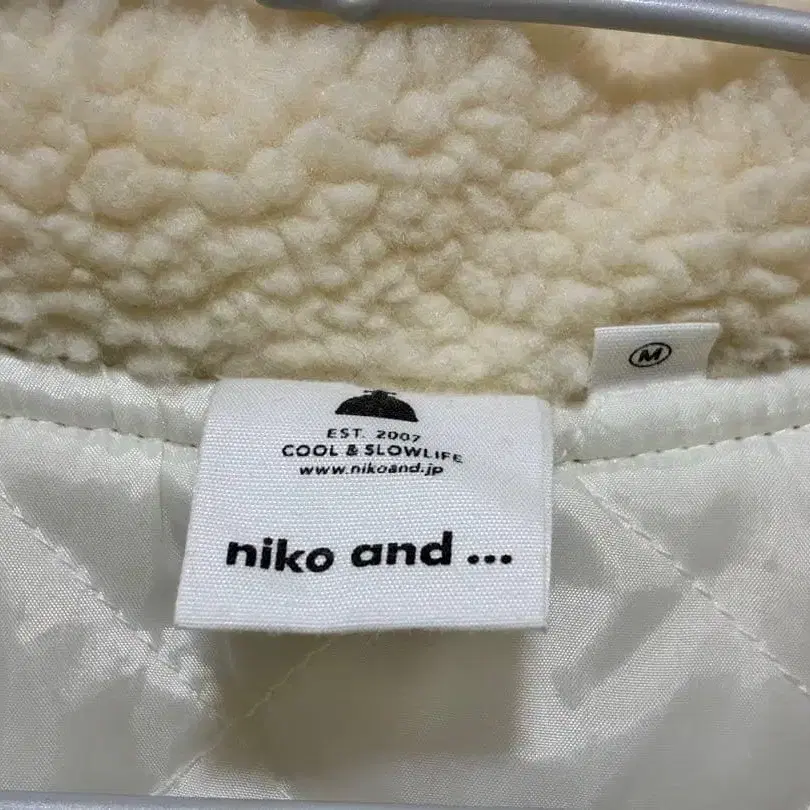 M
EST. 2007
COOL & SLOWLIFE
www.nikoand.jp
niko and ...